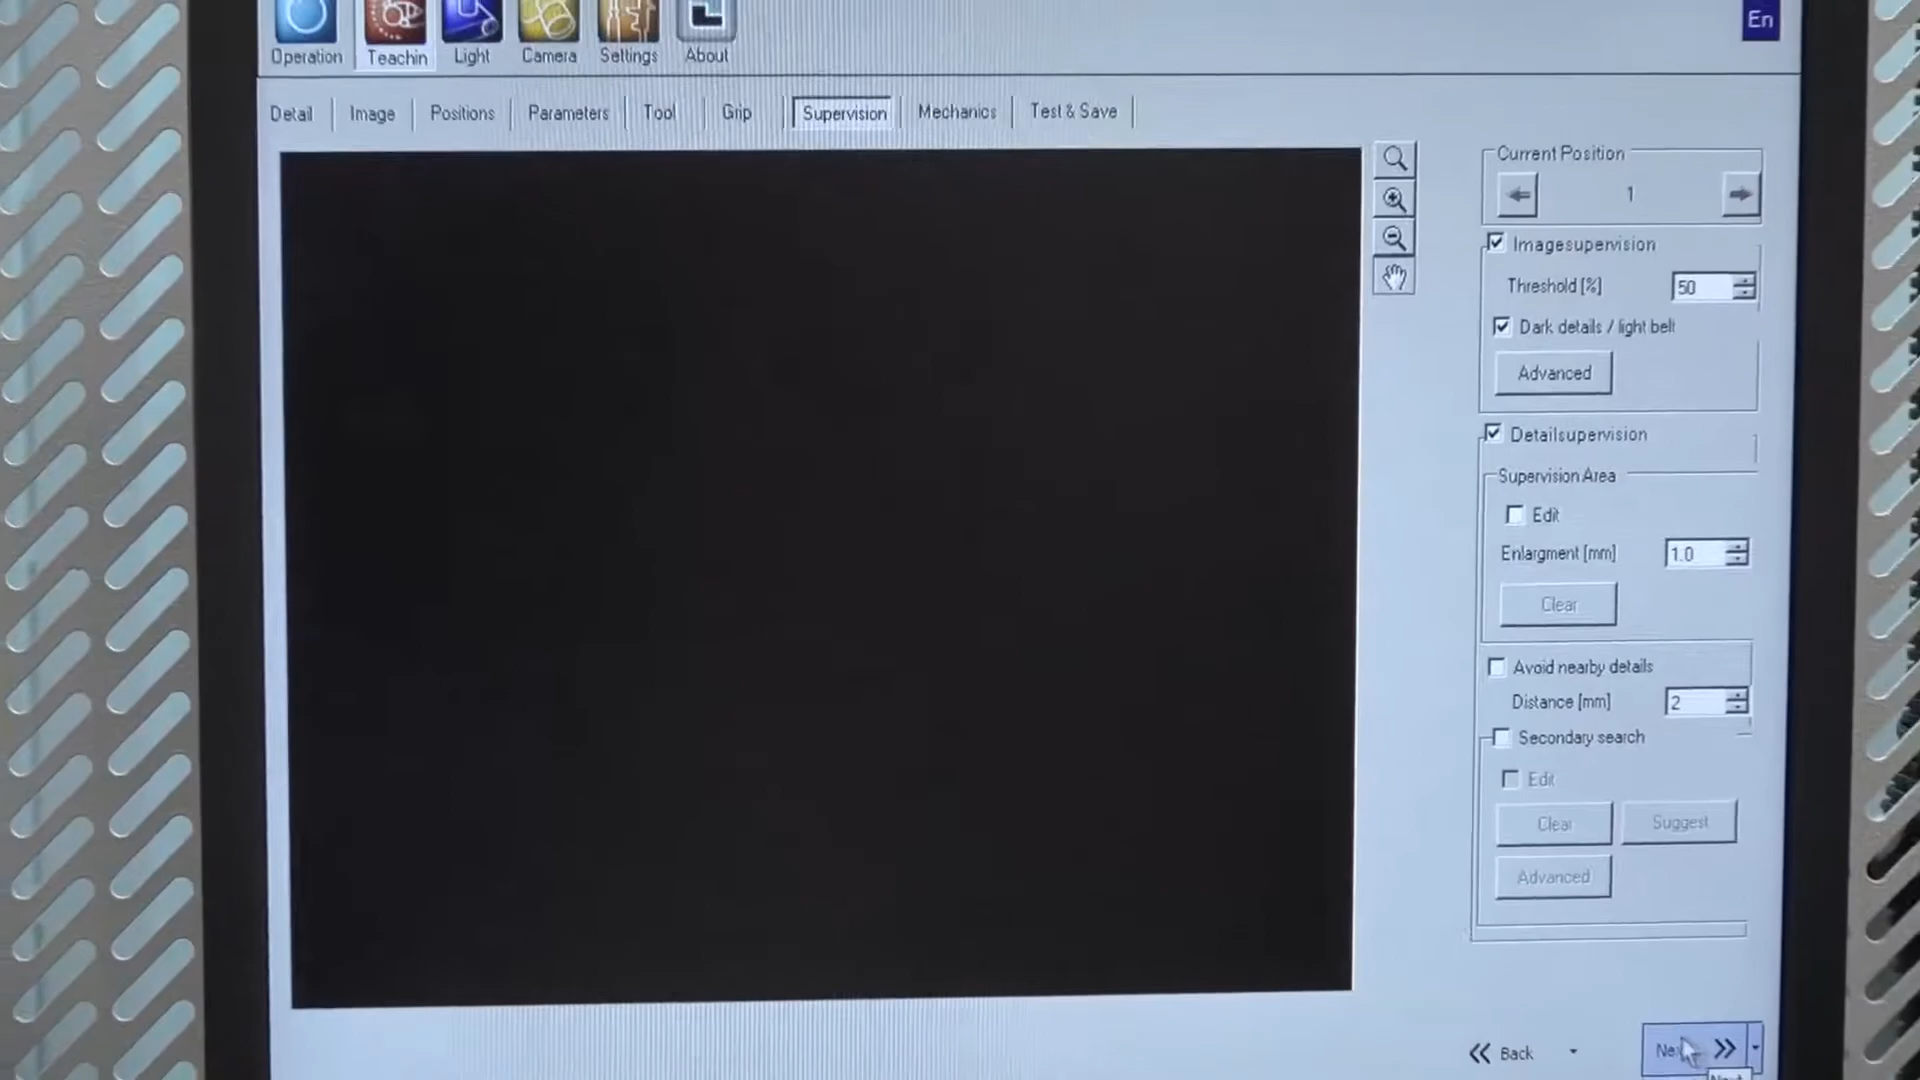 En
Operation Teachin Light Camera Settings About
Detail Image Positions Parameters Tool Grip Supervision Mechanics Test & Save
Current Position
1
Imagesupervision
Threshold [%] 50
Dark details / light belt
Advanced
Detailsupervision
Supervision Area
Edit
Enlargment [mm] 1.0
Clear
Avoid nearby details
Distance [mm] 2
Secondary search
Edit
Clear Suggest
Advanced
Back